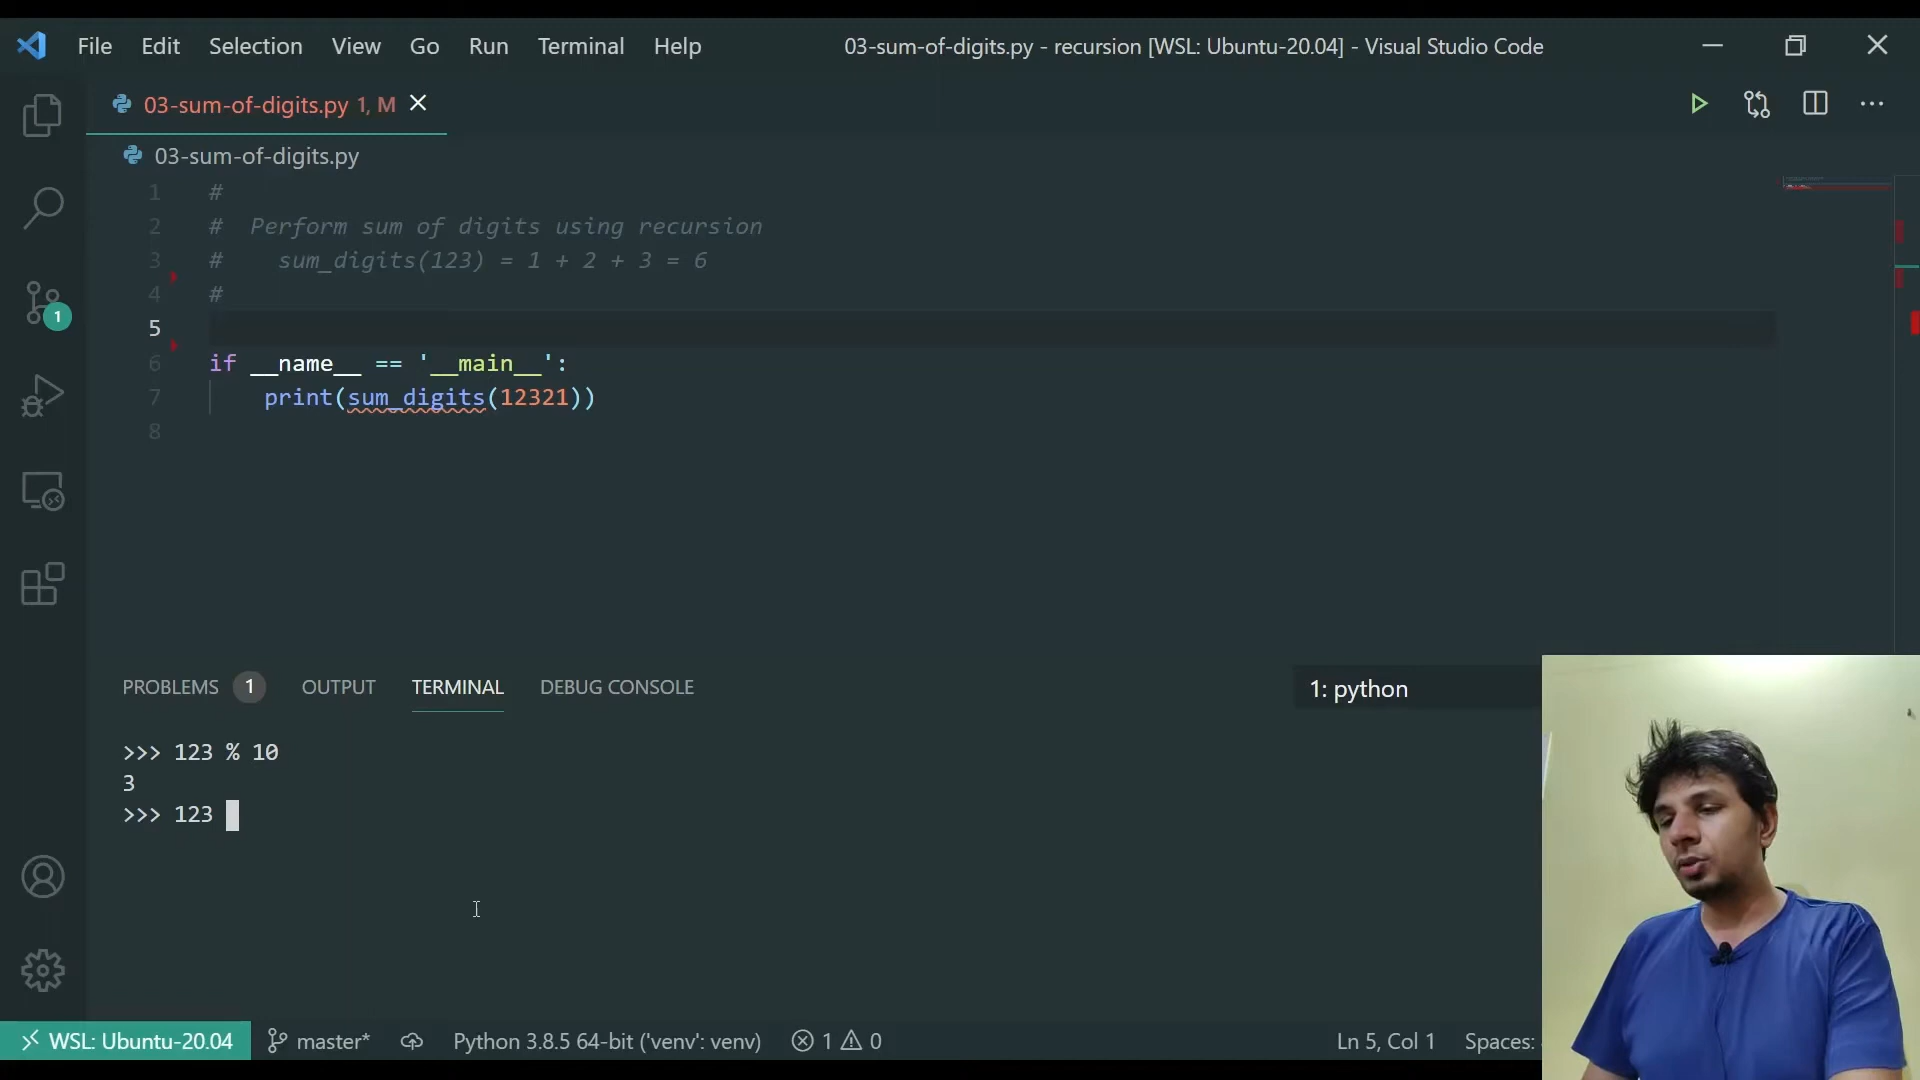 File Edit Selection View Go Run Terminal Help 03-sum-of-digits.py - recursion [WSL: Ubuntu-20.04] - Visual Studio Code
03-sum-of-digits.py 1, M
03-sum-of-digits.py
1 #
2 # Perform sum of digits using recursion
3 # sum_digits(123) = 1 + 2 + 3 = 6
4 #
5
6 if __name__ == '__main__':
7 print(sum_digits(12321))
8
1
PROBLEMS 1 OUTPUT TERMINAL DEBUG CONSOLE 1: python
>>> 123 % 10
3
>>> 123
WSL: Ubuntu-20.04 master* Python 3.8.5 64-bit ('venv': venv) 1 0 Ln 5, Col 1 Spaces: